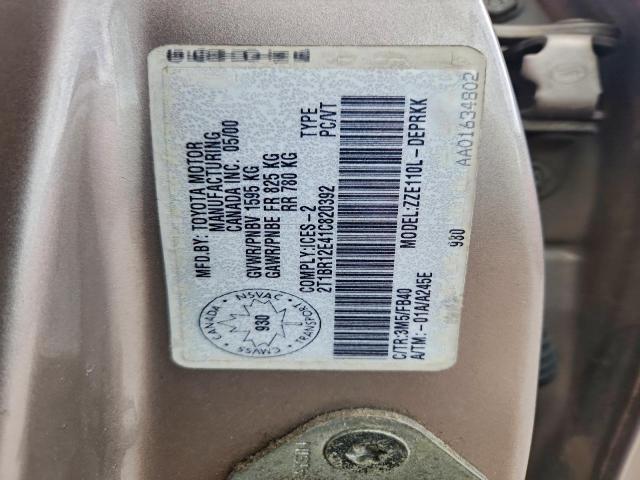 MFD.BY: TOYOTA MOTOR
MANUFACTURING
CANADA INC. 05/00
GVWR/PNBV 1595 KG
GAWR/PNBE FR 825 KG
RR 780 KG
TYPE
PC/VT
COMPLY:ICES-2
2T1BR12E41C820392
MODEL:ZZE110L - DEPRKK
930
C/TR:3M5/FB40
A/TM: -01A/A245E
AA01634802
CANADA
NSVAC
TRANSPORT
CMVSS
930